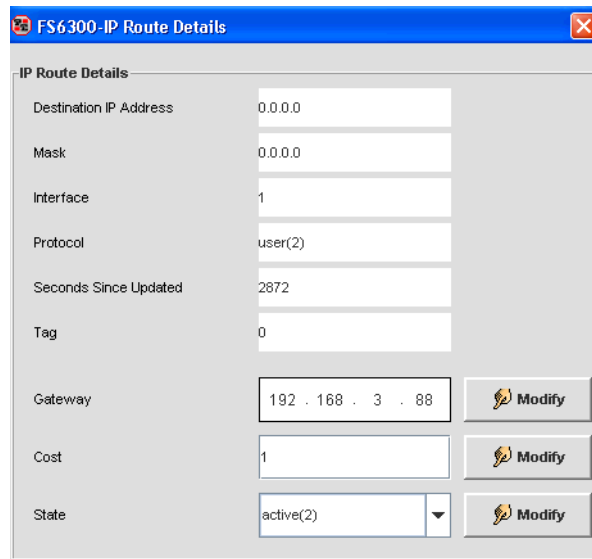 FS6300-IP Route Details
IP Route Details
Destination IP Address 0.0.0.0
Mask 0.0.0.0
Interface 1
Protocol user(2)
Seconds Since Updated 2872
Tag 0
Gateway 192 . 168 . 3 . 88 Modify
Cost 1 Modify
State active(2) Modify